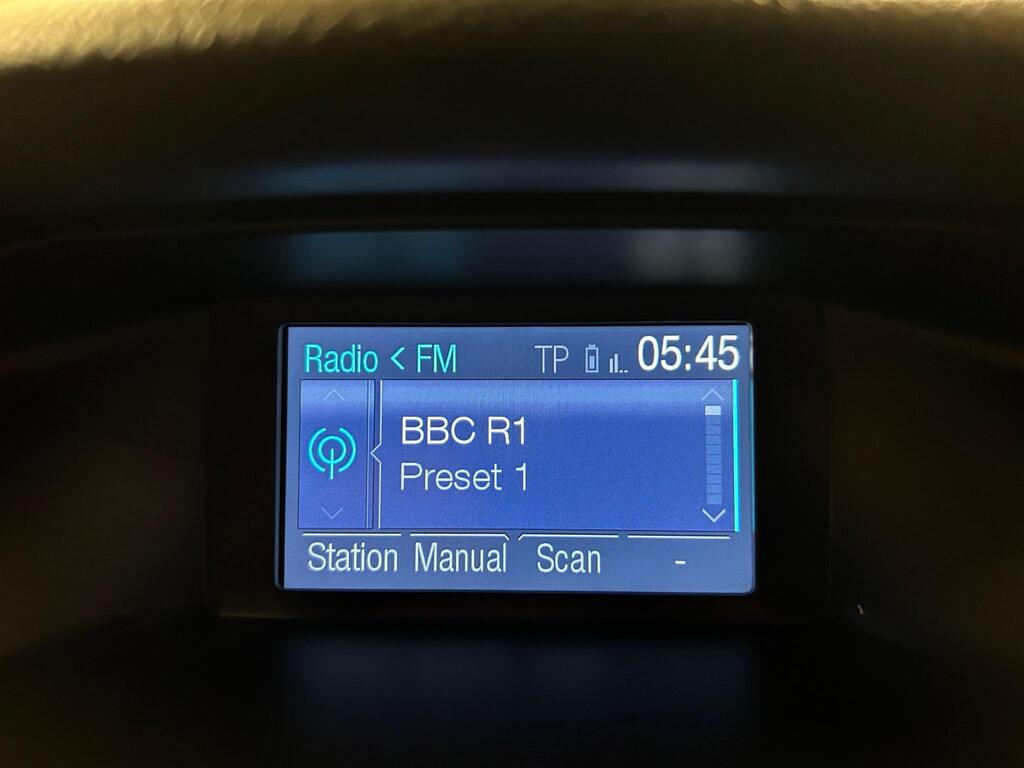 Radio < FM TP 05:45
BBC R1
Preset 1
Station Manual Scan -